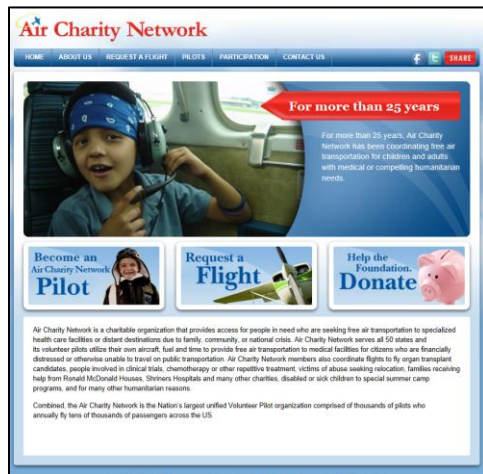 Air Charity Network
HOME ABOUT US REQUEST A FLIGHT PILOTS PARTICIPATION CONTACT US f t SHARE
For more than 25 years
For more than 25 years, Air Charity
Network has been coordinating free air
transportation for children and adults
with medical or compelling humanitarian
needs.
Become an
Air Charity Network
Pilot
Request a
Flight
Help the
Foundation.
Donate
Air Charity Network is a charitable organization that provides access for people in need who are seeking free air transportation to specialized
health care facilities or distant destinations due to family, community, or national crisis. Air Charity Network serves all 50 states and
its volunteer pilots utilize their own aircraft, fuel and time to provide free air transportation to medical facilities for citizens who are financially
distressed or otherwise unable to travel on public transportation. Air Charity Network members also coordinate flights to fly organ transplant
candidates, people involved in clinical trials, chemotherapy or other repetitive treatment, victims of abuse seeking relocation, families receiving
help from Ronald McDonald Houses, Shriners Hospitals and many other charities, disabled or sick children to special summer camp
programs, and for many other humanitarian reasons.
Combined, the Air Charity Network is the Nation's largest unified Volunteer Pilot organization comprised of thousands of pilots who
annually fly tens of thousands of passengers across the US.